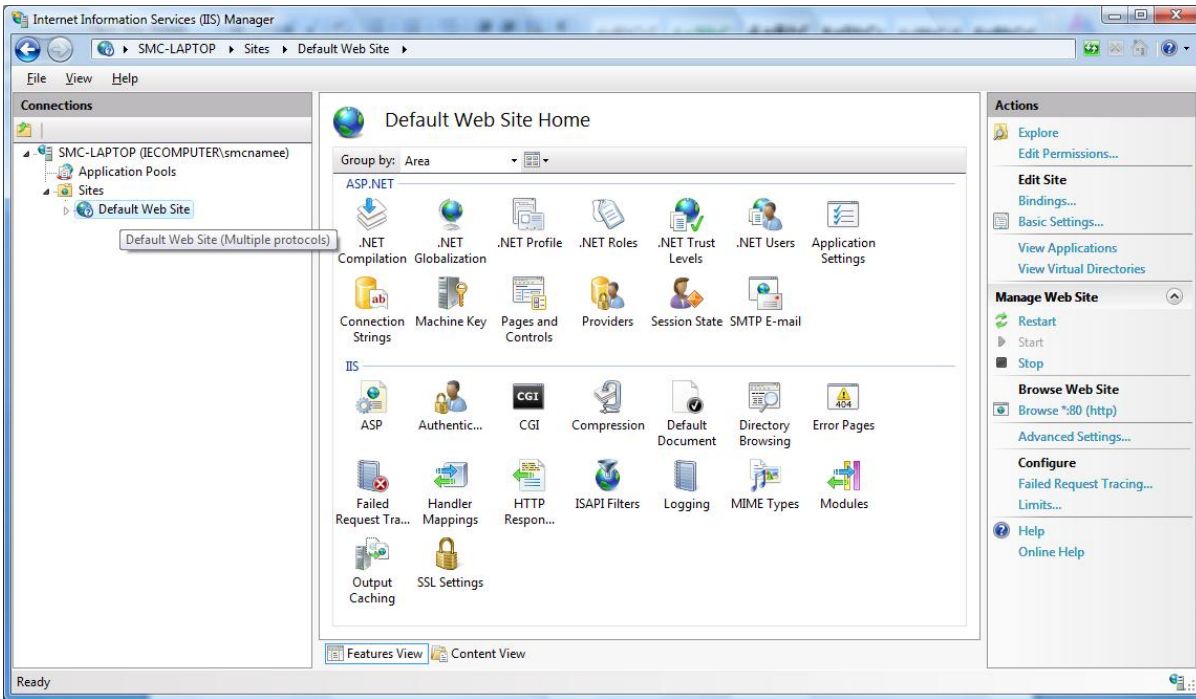 Internet Information Services (IIS) Manager
SMC-LAPTOP Sites Default Web Site
File View Help
Connections
SMC-LAPTOP (IECOMPUTER\smcnamee)
Application Pools
Sites
Default Web Site
Default Web Site (Multiple protocols)
Default Web Site Home
Group by: Area
ASP.NET
.NET Compilation
.NET Globalization
.NET Profile
.NET Roles
.NET Trust Levels
.NET Users
Application Settings
Connection Strings
ab
Machine Key
Pages and Controls
Providers
Session State
SMTP E-mail
IIS
ASP
Authentic...
CGI
CGI
Compression
Default Document
Directory Browsing
404
Error Pages
Failed Request Tra...
Handler Mappings
HTTP Respon...
ISAPI Filters
Logging
MIME Types
Modules
Output Caching
SSL Settings
Features View
Content View
Actions
Explore
Edit Permissions...
Edit Site
Bindings...
Basic Settings...
View Applications
View Virtual Directories
Manage Web Site
Restart
Start
Stop
Browse Web Site
Browse *:80 (http)
Advanced Settings...
Configure
Failed Request Tracing...
Limits...
Help
Online Help
Ready